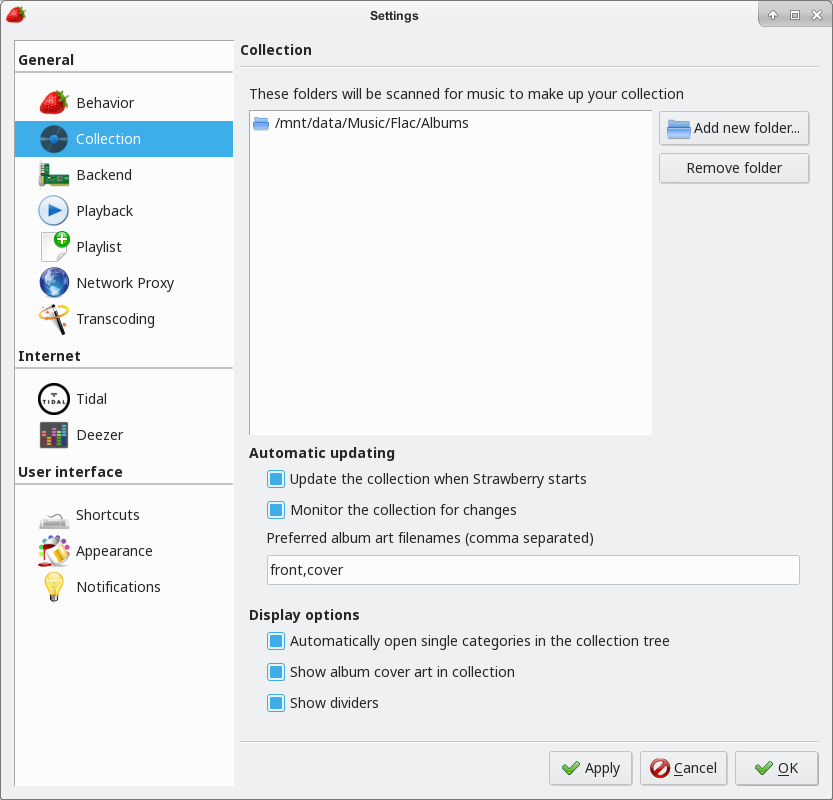 Settings
General
Behavior
Collection
Backend
Playback
Playlist
Network Proxy
Transcoding
Internet
TIDAL
Tidal
Deezer
User interface
Shortcuts
Appearance
Notifications
Collection
These folders will be scanned for music to make up your collection
/mnt/data/Music/Flac/Albums
Add new folder...
Remove folder
Automatic updating
Update the collection when Strawberry starts
Monitor the collection for changes
Preferred album art filenames (comma separated)
front,cover
Display options
Automatically open single categories in the collection tree
Show album cover art in collection
Show dividers
Apply
Cancel
OK